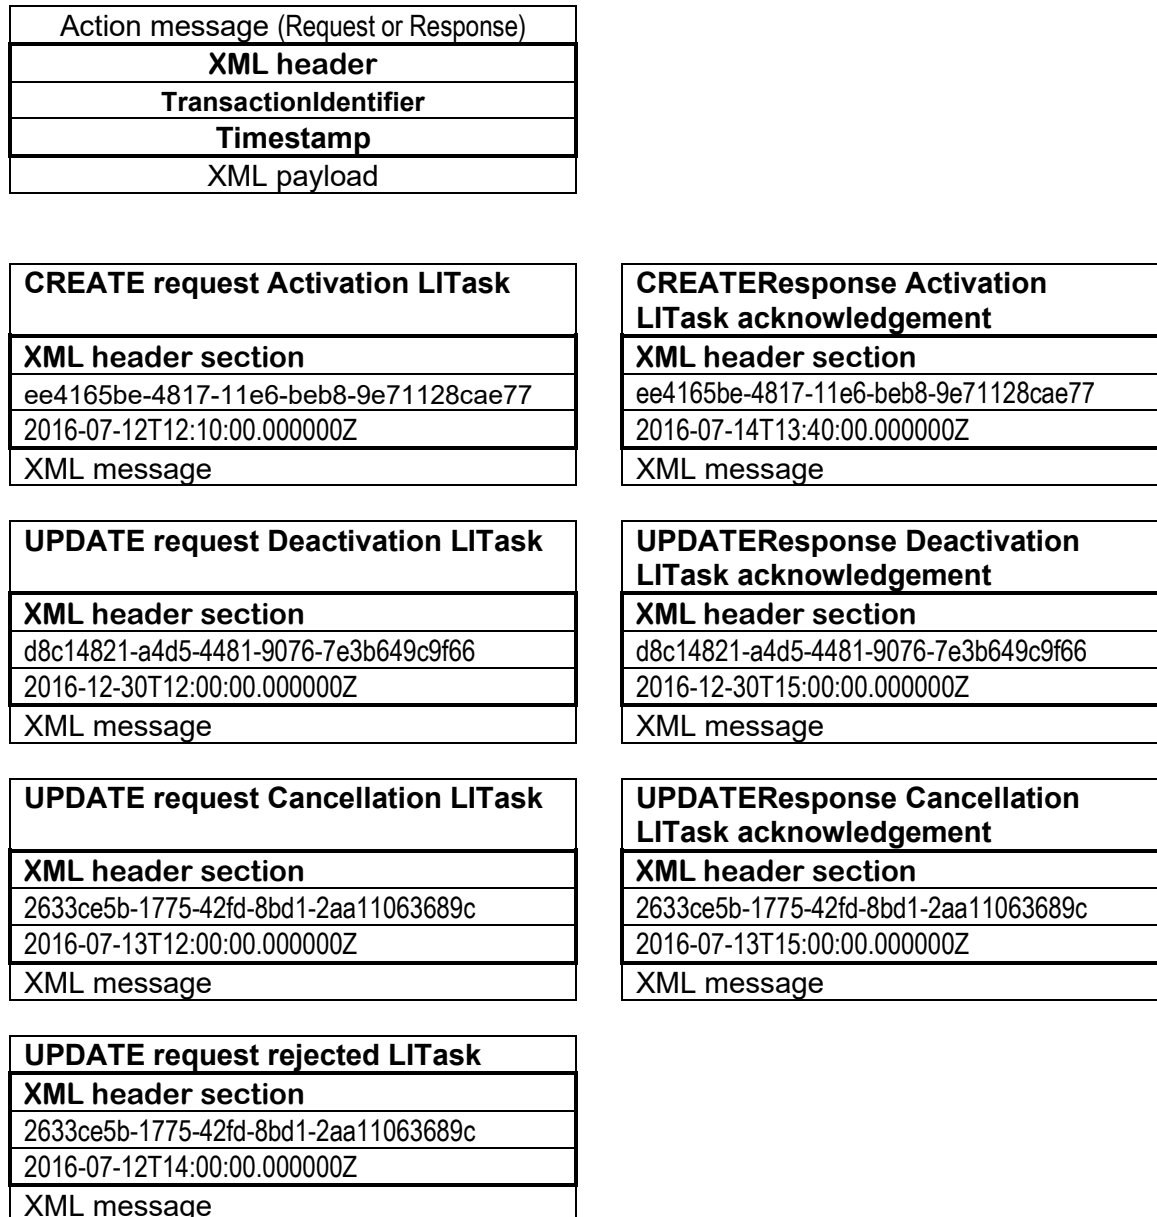 Action message (Request or Response)
XML header
TransactionIdentifier
Timestamp
XML payload
CREATE request Activation LITask
XML header section
ee4165be-4817-11e6-beb8-9e71128cae77
2016-07-12T12:10:00.000000Z
XML message
CREATEResponse Activation
LITask acknowledgement
XML header section
ee4165be-4817-11e6-beb8-9e71128cae77
2016-07-14T13:40:00.000000Z
XML message
UPDATE request Deactivation LITask
XML header section
d8c14821-a4d5-4481-9076-7e3b649c9f66
2016-12-30T12:00:00.000000Z
XML message
UPDATEResponse Deactivation
LITask acknowledgement
XML header section
d8c14821-a4d5-4481-9076-7e3b649c9f66
2016-12-30T15:00:00.000000Z
XML message
UPDATE request Cancellation LITask
XML header section
2633ce5b-1775-42fd-8bd1-2aa11063689c
2016-07-13T12:00:00.000000Z
XML message
UPDATEResponse Cancellation
LITask acknowledgement
XML header section
2633ce5b-1775-42fd-8bd1-2aa11063689c
2016-07-13T15:00:00.000000Z
XML message
UPDATE request rejected LITask
XML header section
2633ce5b-1775-42fd-8bd1-2aa11063689c
2016-07-12T14:00:00.000000Z
XML message